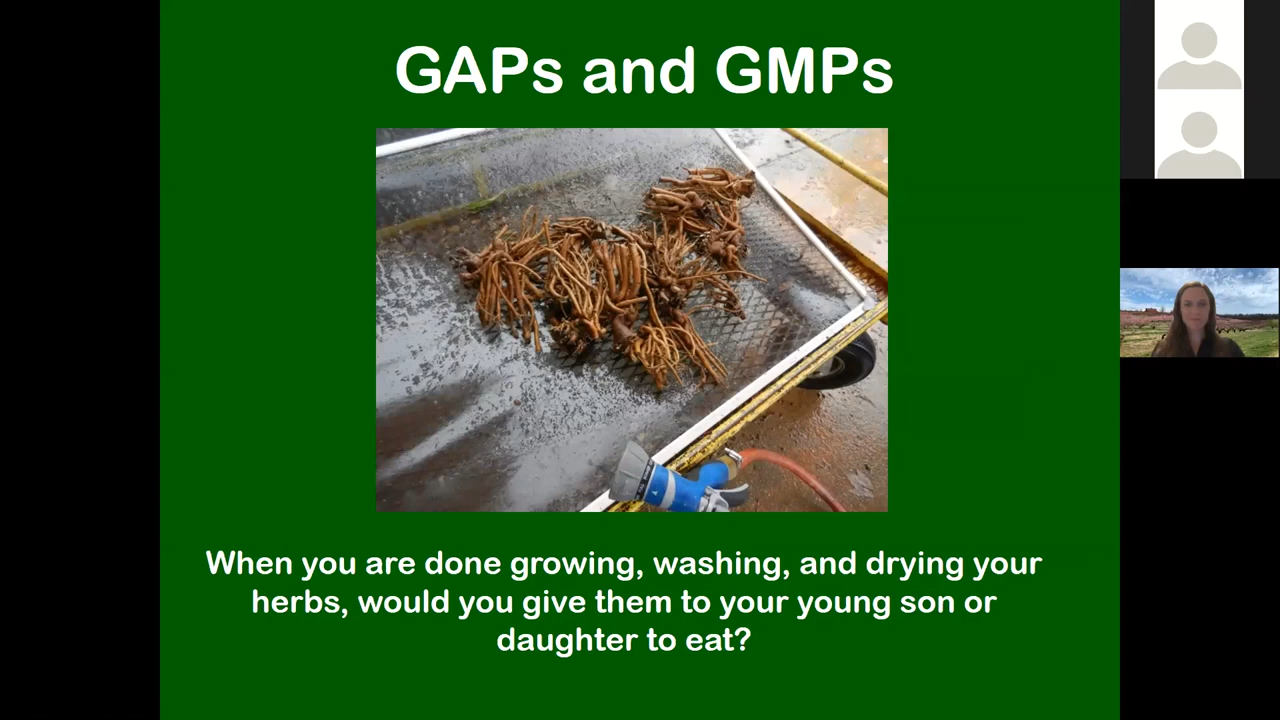 GAPs and GMPs
When you are done growing, washing, and drying your
herbs, would you give them to your young son or
daughter to eat?